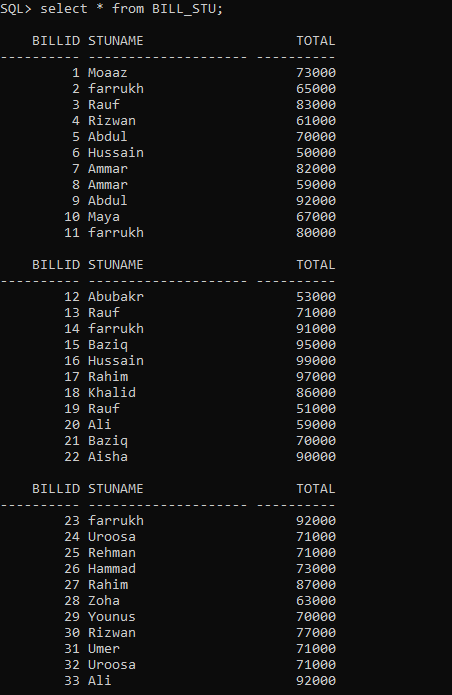 SQL> select * from BILL_STU;
BILLID STUNAME TOTAL
---------- -------------------- ----------
1 Moaaz 73000
2 farrukh 65000
3 Rauf 83000
4 Rizwan 61000
5 Abdul 70000
6 Hussain 50000
7 Ammar 82000
8 Ammar 59000
9 Abdul 92000
10 Maya 67000
11 farrukh 80000
BILLID STUNAME TOTAL
---------- -------------------- ----------
12 Abubakr 53000
13 Rauf 71000
14 farrukh 91000
15 Baziq 95000
16 Hussain 99000
17 Rahim 97000
18 Khalid 86000
19 Rauf 51000
20 Ali 59000
21 Baziq 70000
22 Aisha 90000
BILLID STUNAME TOTAL
---------- -------------------- ----------
23 farrukh 92000
24 Uroosa 71000
25 Rehman 71000
26 Hammad 73000
27 Rahim 87000
28 Zoha 63000
29 Younus 70000
30 Rizwan 77000
31 Umer 71000
32 Uroosa 71000
33 Ali 92000